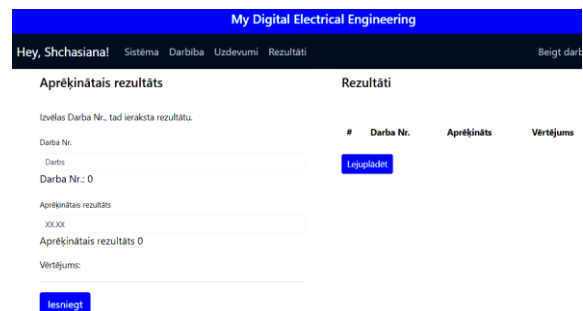 My Digital Electrical Engineering
Hey, Shchasiana! Sistēma Darbība Uzdevumi Rezultāti Beigt darb
Aprēķinātais rezultāts
Izvēlas Darba Nr., tad ieraksta rezultātu.
Darba Nr.
Darbs
Darba Nr.: 0
Aprēķinātais rezultāts
XX.XX
Aprēķinātais rezultāts 0
Vērtējums:
Iesniegt
Rezultāti
# Darba Nr. Aprēķināts Vērtējums
Lejuplādēt